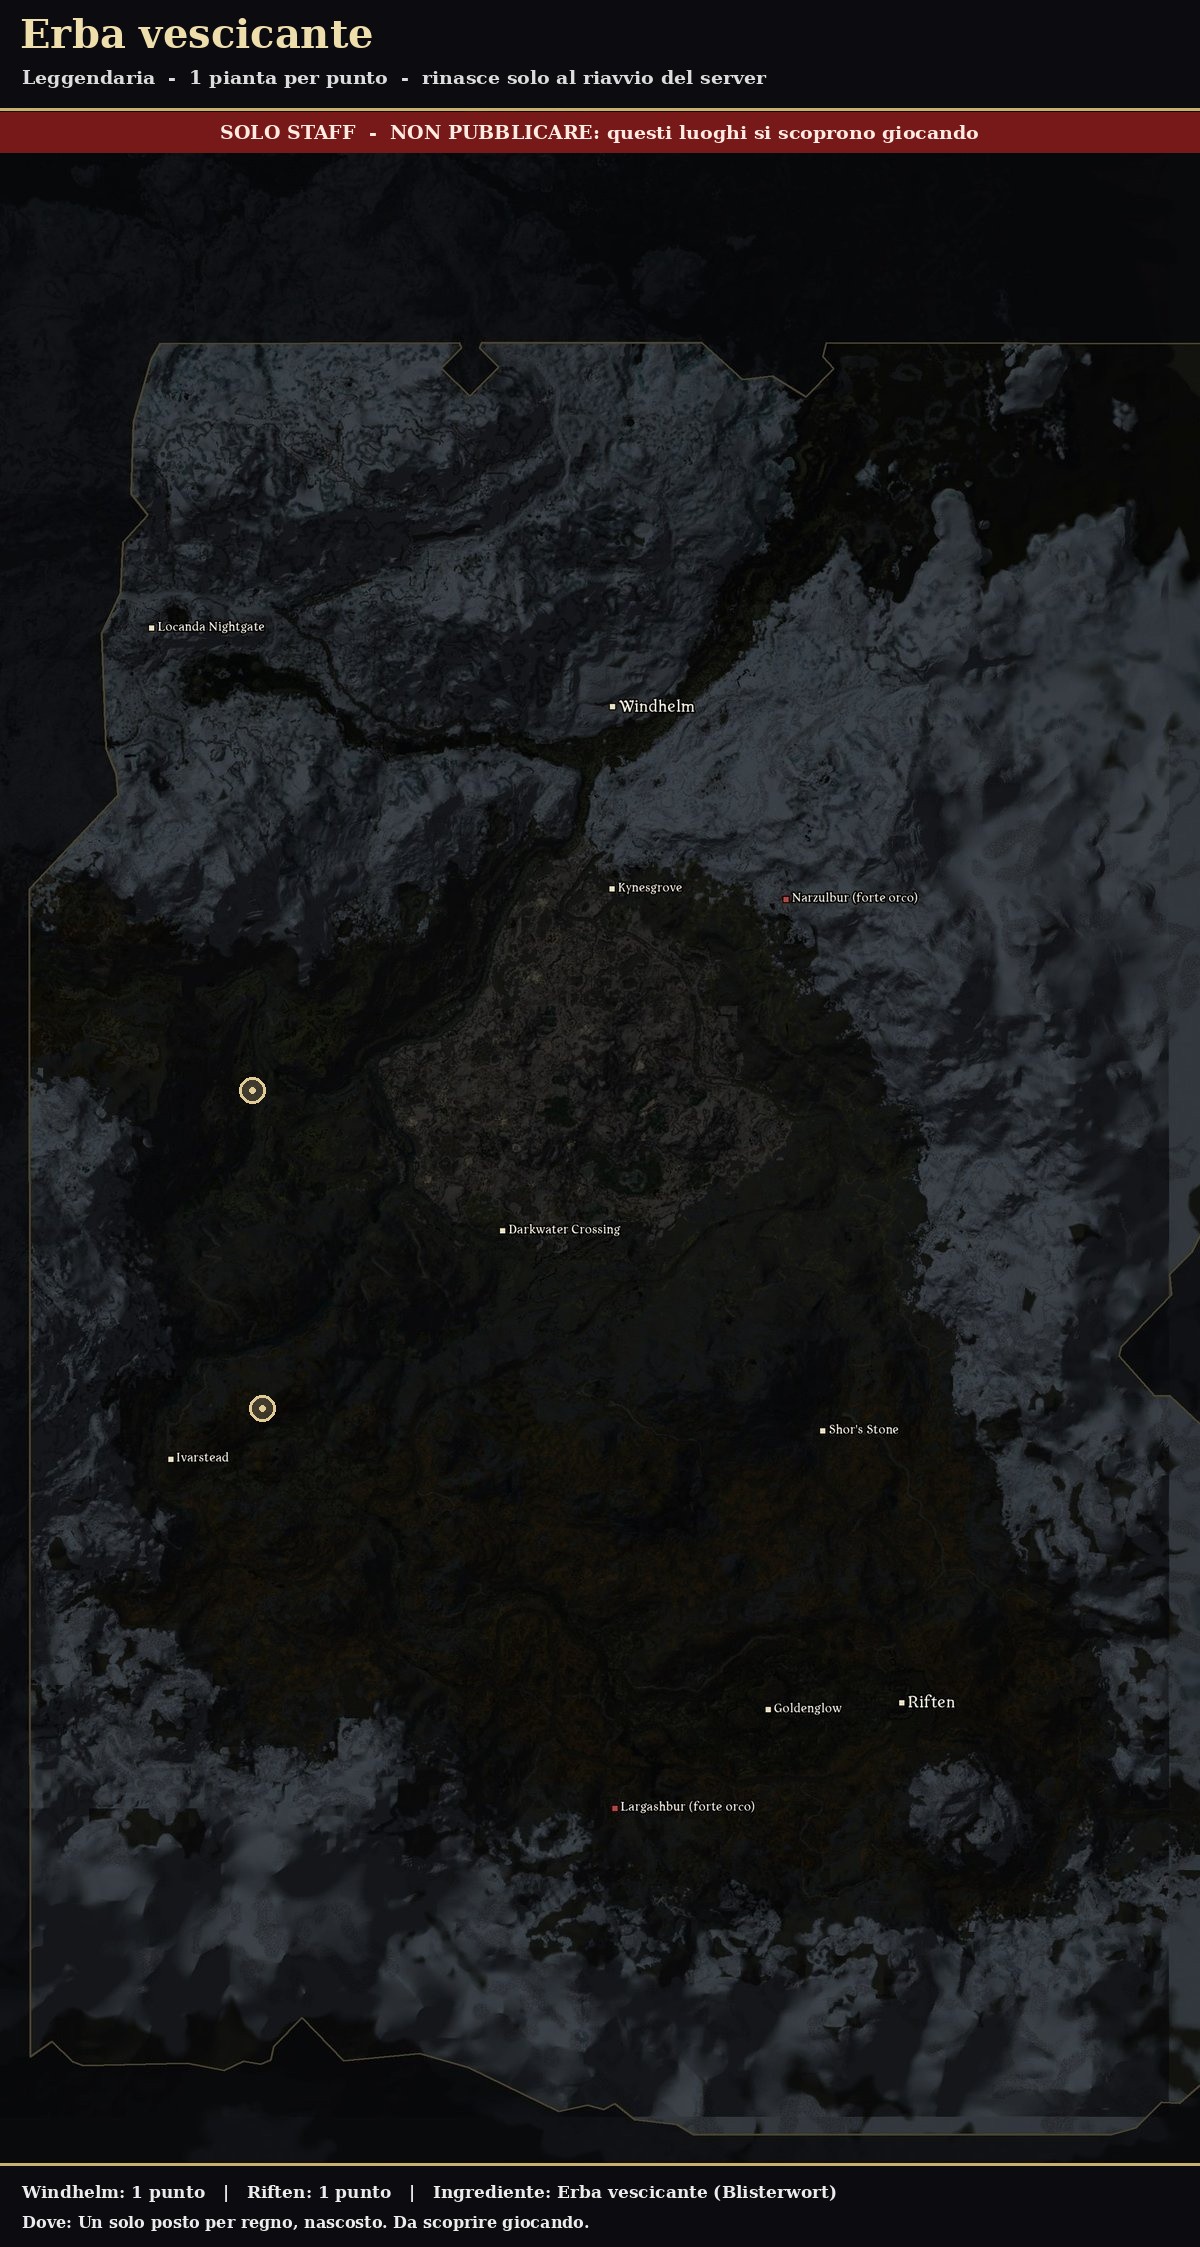 Erba vescicante
Leggendaria - 1 pianta per punto - rinasce solo al riavvio del server
SOLO STAFF - NON PUBBLICARE: questi luoghi si scoprono giocando
Locanda Nightgate
Windhelm
Kynesgrove
Narzulbur (forte orco)
Darkwater Crossing
Shor's Stone
Ivarstead
Riften
Goldenglow
Largashbur (forte orco)
Windhelm: 1 punto | Riften: 1 punto | Ingrediente: Erba vescicante (Blisterwort)
Dove: Un solo posto per regno, nascosto. Da scoprire giocando.